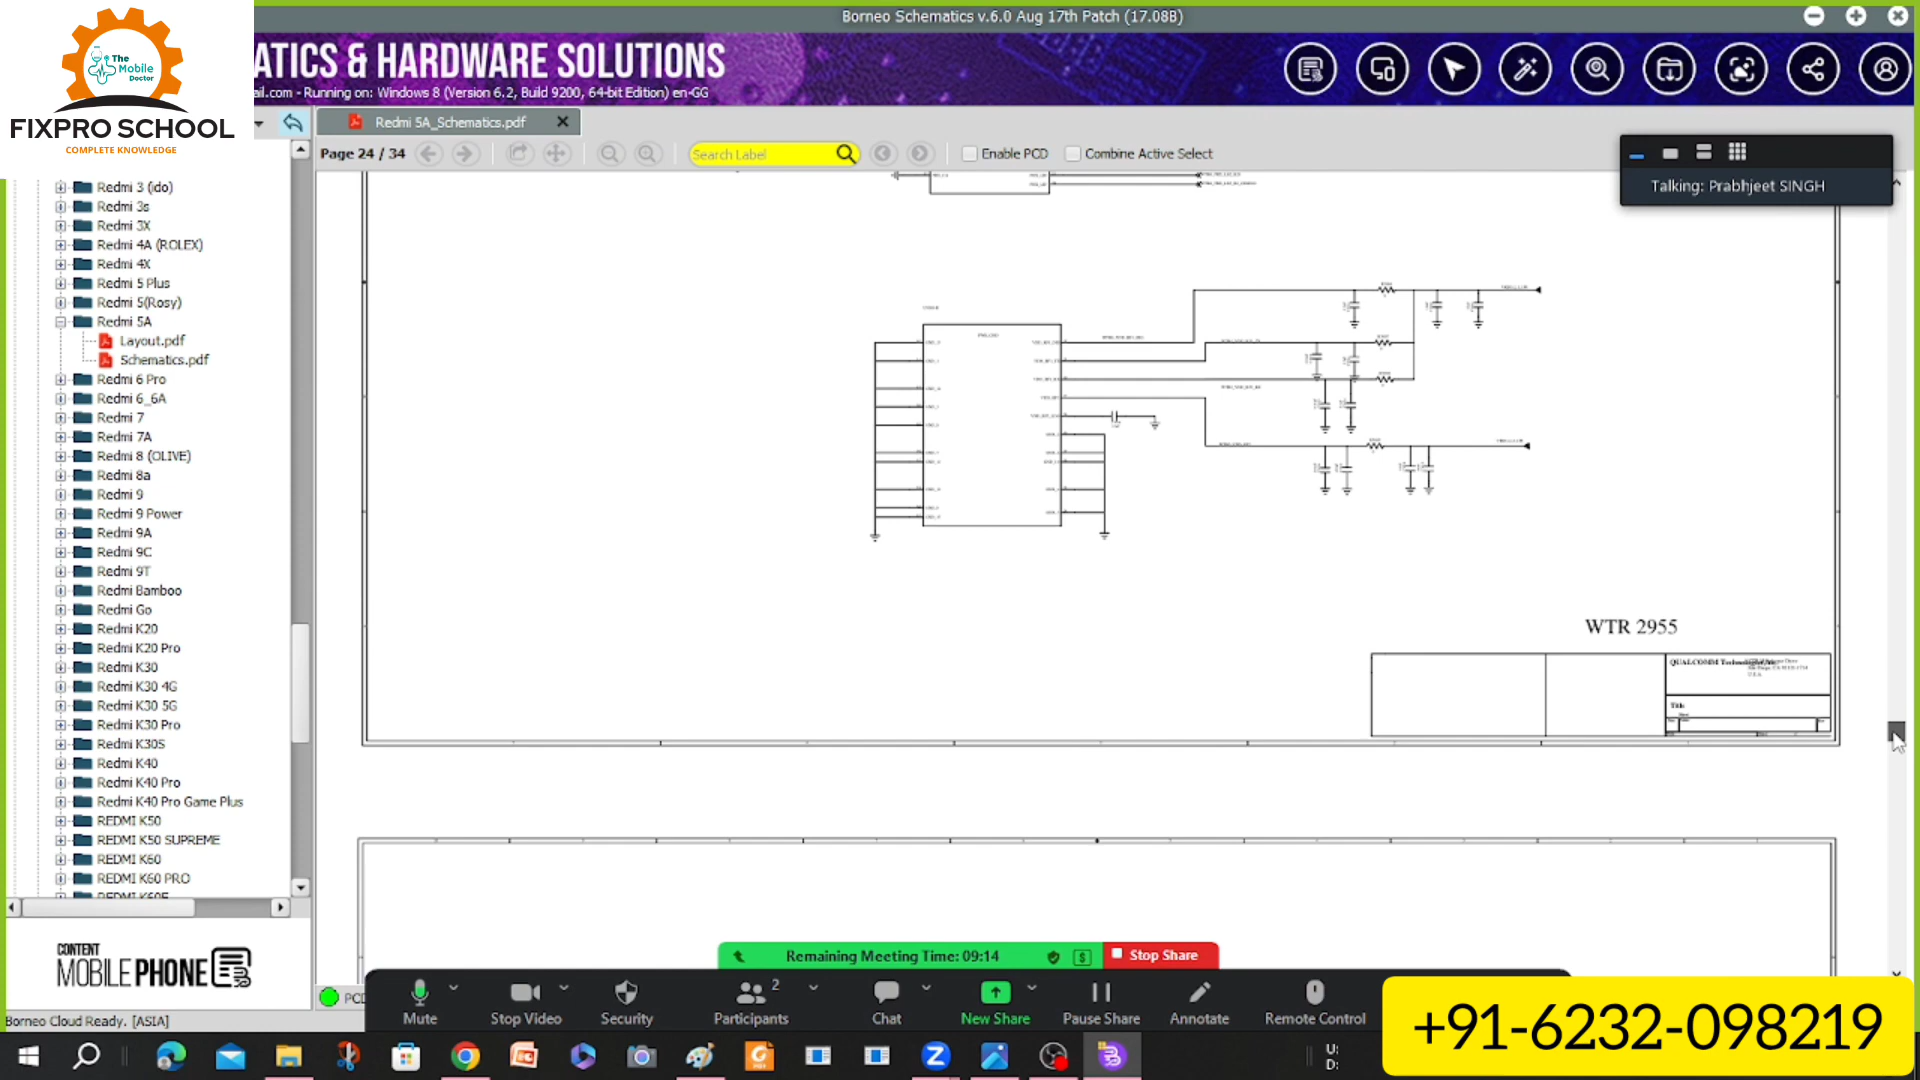 Borneo Schematics v.6.0 Aug 17th Patch (17.08B)
The Mobile Doctor
FIXPRO SCHOOL
COMPLETE KNOWLEDGE
ATICS & HARDWARE SOLUTIONS
ail.com - Running on: Windows 8 (Version 6.2, Build 9200, 64-bit Edition) en-GG
Redmi 5A_Schematics.pdf
Page 24 / 34
Search Label
Enable PCD
Combine Active Select
Talking: Prabhjeet SINGH
Redmi 3 (ido)
Redmi 3s
Redmi 3X
Redmi 4A (ROLEX)
Redmi 4X
Redmi 5 Plus
Redmi 5(Rosy)
Redmi 5A
Layout.pdf
Schematics.pdf
Redmi 6 Pro
Redmi 6_6A
Redmi 7
Redmi 7A
Redmi 8 (OLIVE)
Redmi 8a
Redmi 9
Redmi 9 Power
Redmi 9A
Redmi 9C
Redmi 9T
Redmi Bamboo
Redmi Go
Redmi K20
Redmi K20 Pro
Redmi K30
Redmi K30 4G
Redmi K30 5G
Redmi K30 Pro
Redmi K30S
Redmi K40
Redmi K40 Pro
Redmi K40 Pro Game Plus
REDMI K50
REDMI K50 SUPREME
REDMI K60
REDMI K60 PRO
REDMI K60E
WTR 2955
QUALCOMM
Title
CONTENT
MOBILE PHONE
PCD
Borneo Cloud Ready. [ASIA]
Remaining Meeting Time: 09:14
Stop Share
Mute
Stop Video
Security
Participants
2
Chat
New Share
Pause Share
Annotate
Remote Control
U:
D:
+91-6232-098219